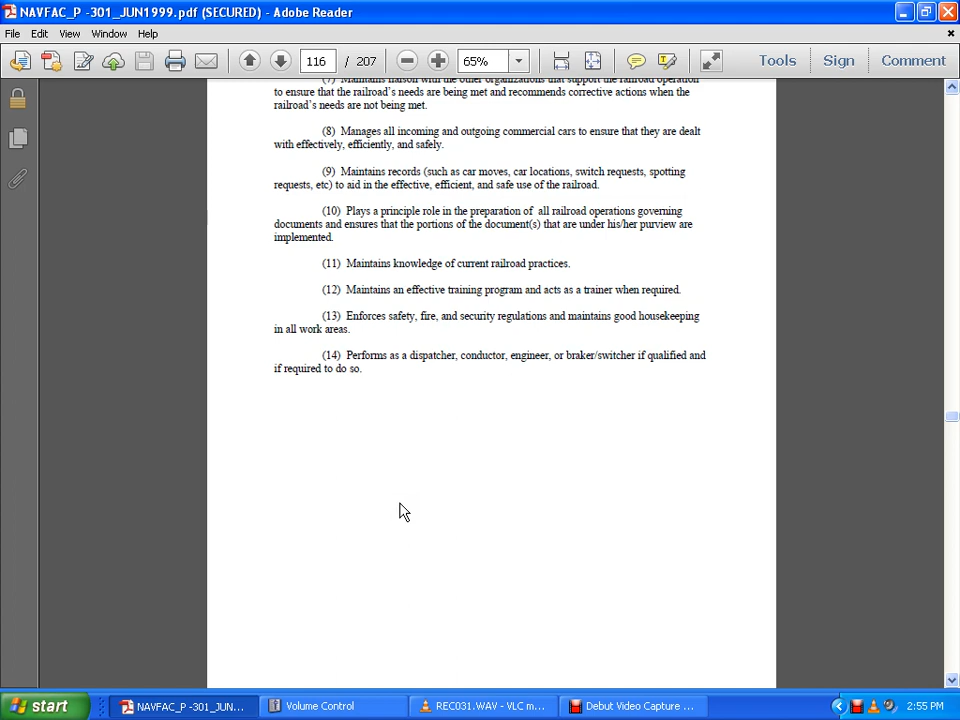 NAVFAC_P -301_JUN1999.pdf (SECURED) - Adobe Reader
File Edit View Window Help
116 / 207 65% Tools Sign Comment
(7) Maintains liaison with the other organizations that support the railroad operation
to ensure that the railroad's needs are being met and recommends corrective actions when the
railroad's needs are not being met.
(8) Manages all incoming and outgoing commercial cars to ensure that they are dealt
with effectively, efficiently, and safely.
(9) Maintains records (such as car moves, car locations, switch requests, spotting
requests, etc) to aid in the effective, efficient, and safe use of the railroad.
(10) Plays a principle role in the preparation of all railroad operations governing
documents and ensures that the portions of the document(s) that are under his/her purview are
implemented.
(11) Maintains knowledge of current railroad practices.
(12) Maintains an effective training program and acts as a trainer when required.
(13) Enforces safety, fire, and security regulations and maintains good housekeeping
in all work areas.
(14) Performs as a dispatcher, conductor, engineer, or braker/switcher if qualified and
if required to do so.
start NAVFAC_P -301_JUN... Volume Control REC031.WAV - VLC m... Debut Video Capture ... 2:55 PM